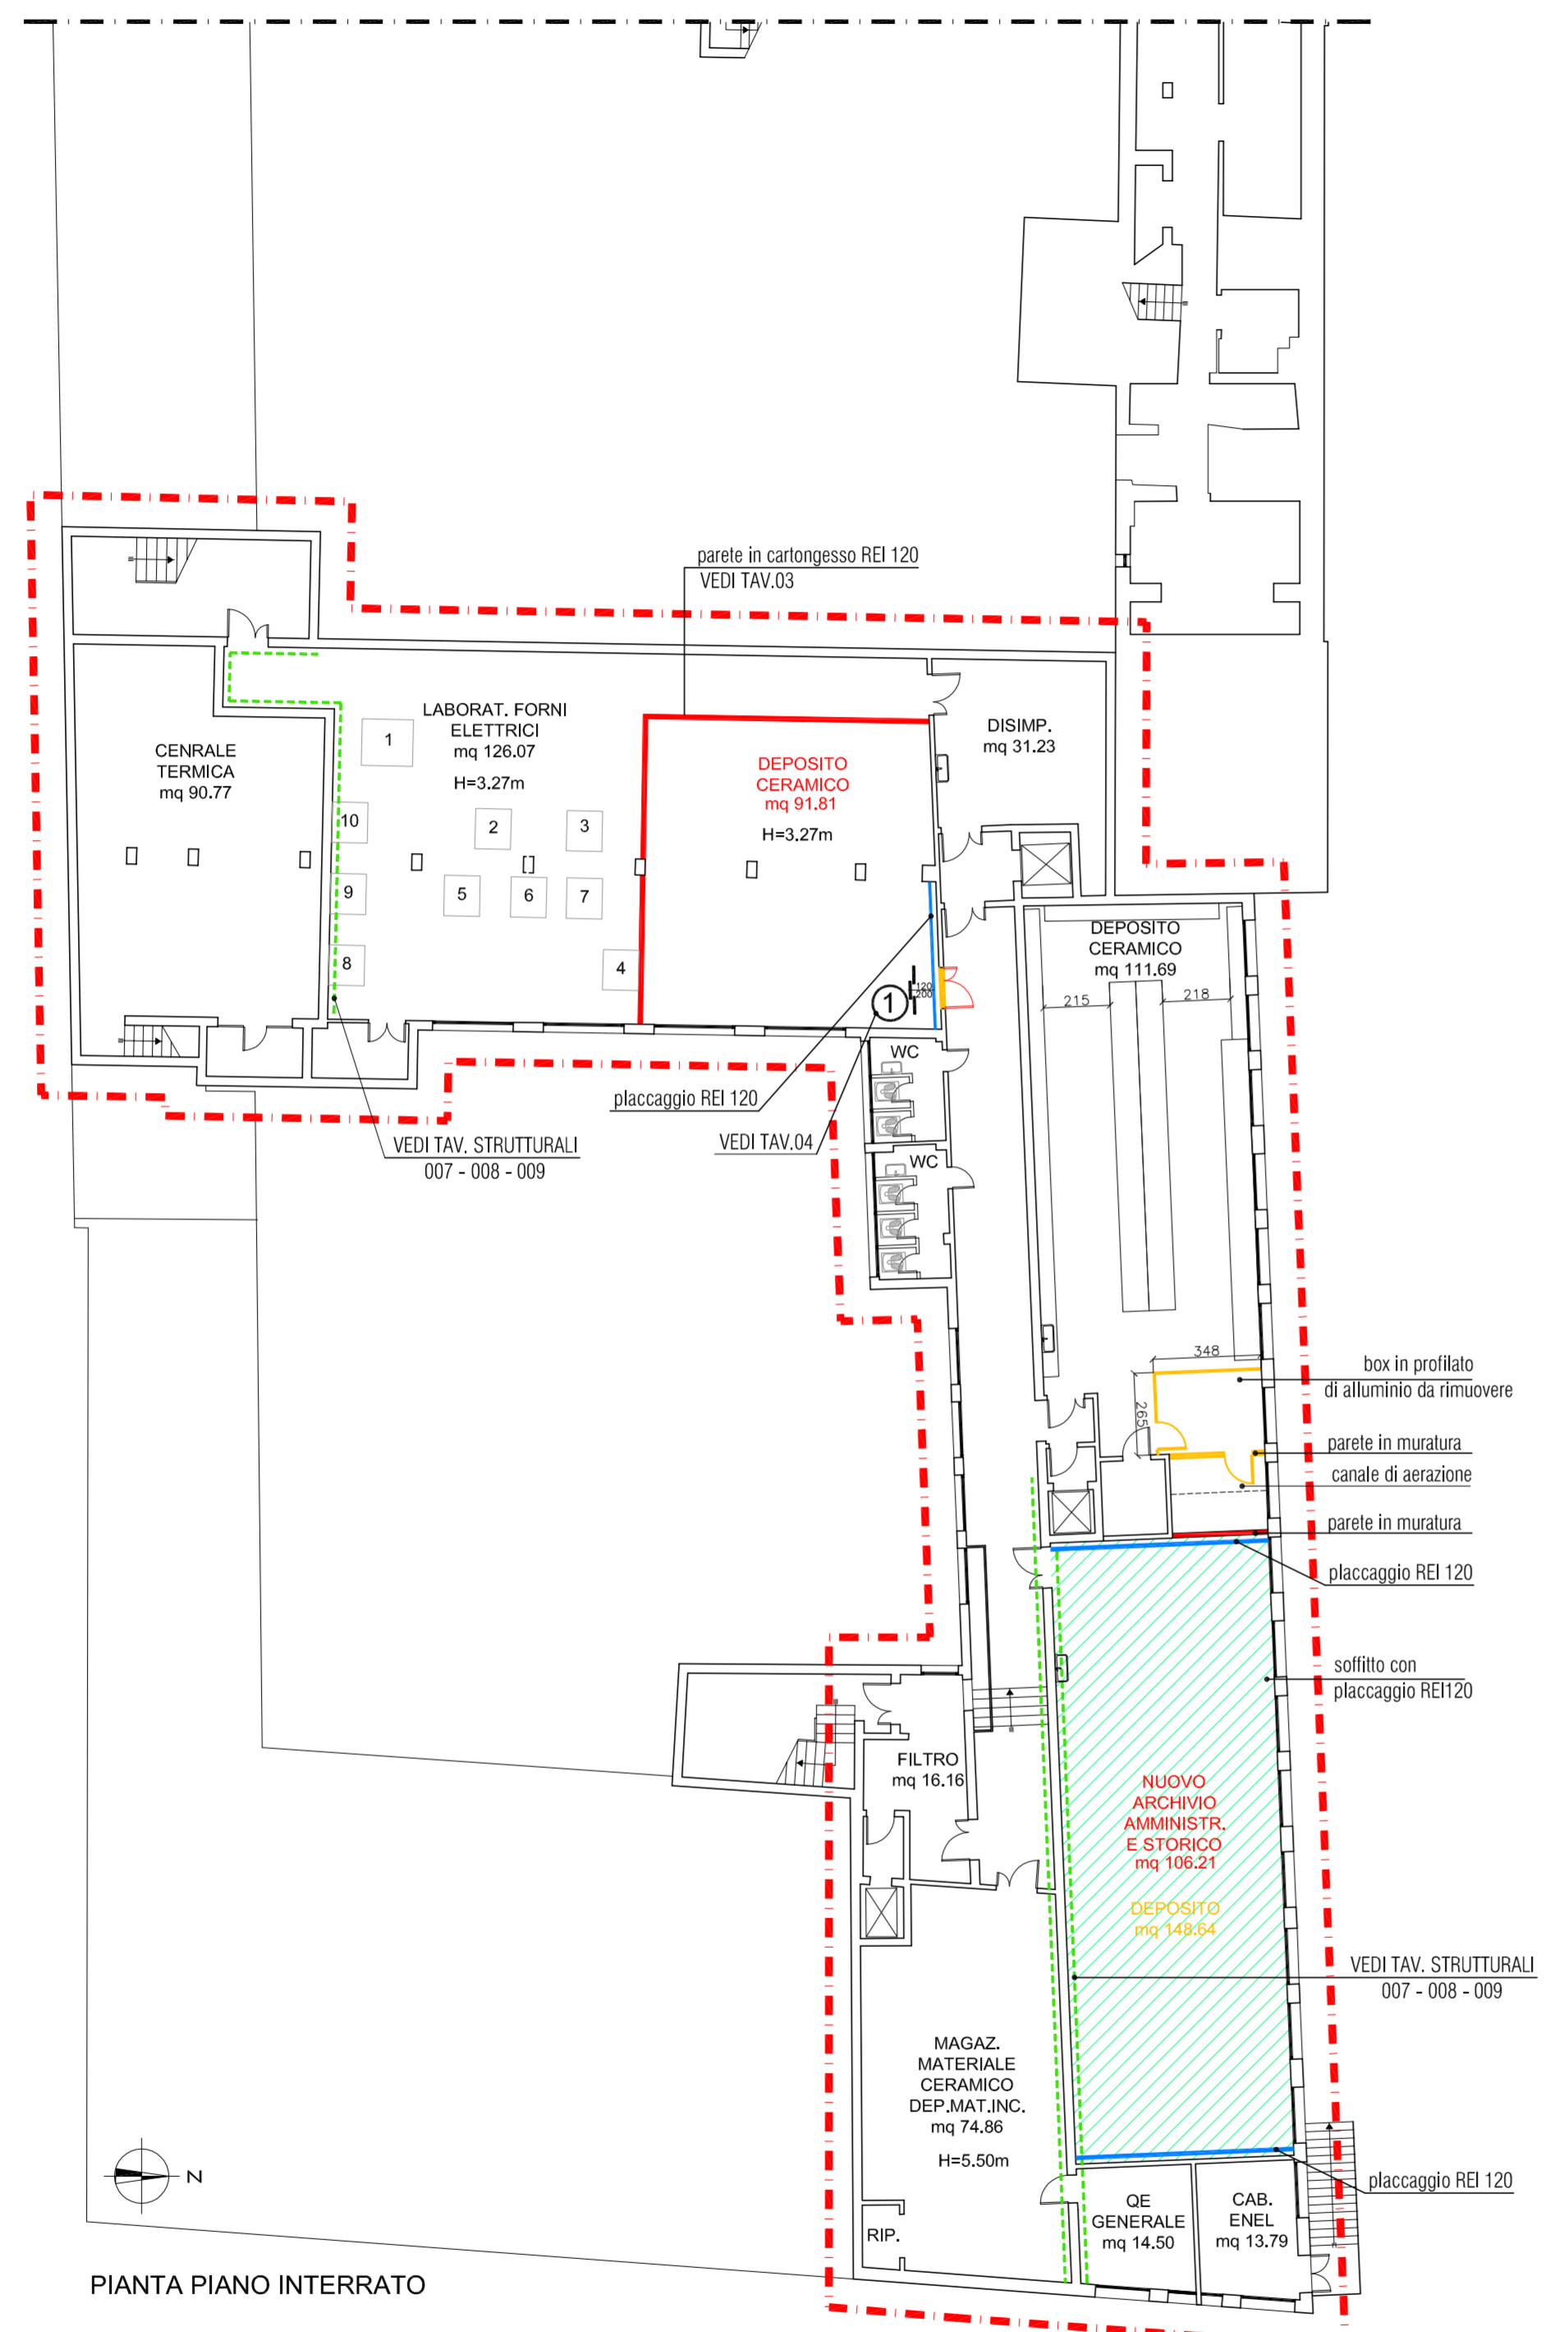 parete in cartongesso REI 120
VEDI TAV.03
LABORAT. FORNI
ELETTRICI
mq 126.07
H=3.27m
CENRALE
TERMICA
mq 90.77
DEPOSITO
CERAMICO
mq 91.81
H=3.27m
DISIMP.
mq 31.23
1
10
2
3
9
5
6
7
8
4
1
120
200
DEPOSITO
CERAMICO
mq 111.69
215
218
WC
placcaggio REI 120
VEDI TAV.04
VEDI TAV. STRUTTURALI
007 - 008 - 009
WC
348
265
box in profilato
di alluminio da rimuovere
parete in muratura
canale di aerazione
parete in muratura
placcaggio REI 120
soffitto con
placcaggio REI120
FILTRO
mq 16.16
NUOVO
ARCHIVIO
AMMINISTR.
E STORICO
mq 106.21
DEPOSITO
mq 148.64
VEDI TAV. STRUTTURALI
007 - 008 - 009
MAGAZ.
MATERIALE
CERAMICO
DEP.MAT.INC.
mq 74.86
H=5.50m
placcaggio REI 120
QE
GENERALE
mq 14.50
CAB.
ENEL
mq 13.79
RIP.
N
PIANTA PIANO INTERRATO